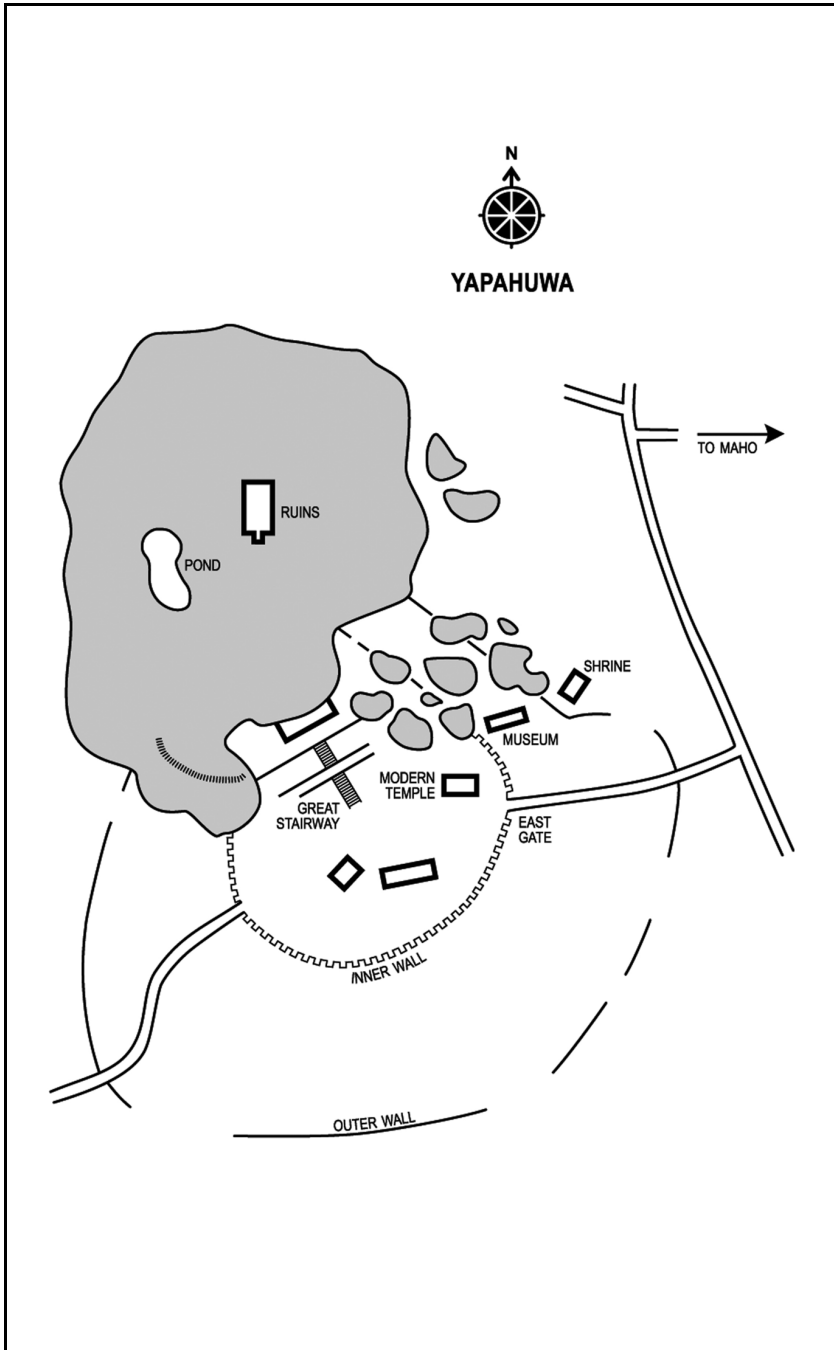 N
YAPAHUWA
TO MAHO
RUINS
POND
SHRINE
MUSEUM
MODERN
TEMPLE
GREAT
STAIRWAY
EAST
GATE
INNER WALL
OUTER WALL